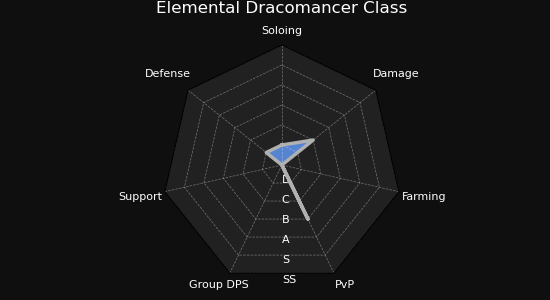 Elemental Dracomancer Class
Soloing
Defense
Damage
Support
Farming
D
C
B
A
S
SS
Group DPS
PvP